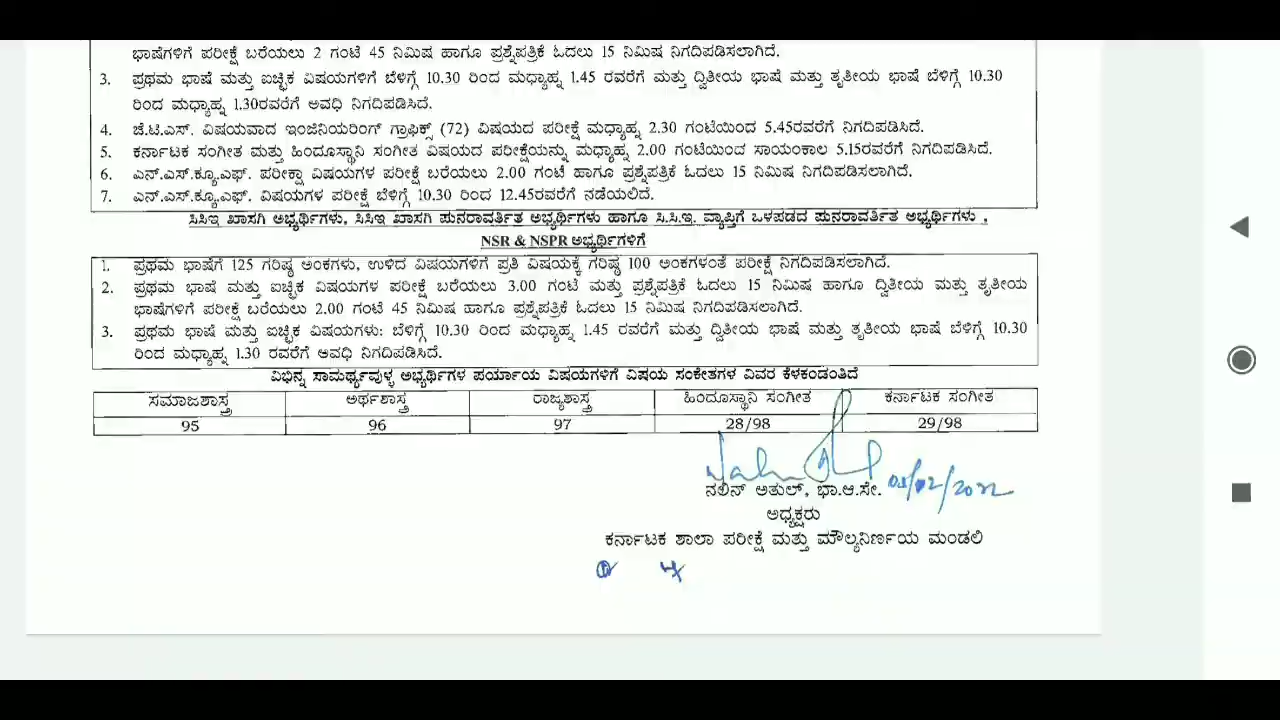 ಭಾಷೆಗಳಿಗೆ ಪರೀಕ್ಷೆ ಬರೆಯಲು 2 ಗಂಟೆ 45 ನಿಮಿಷ ಹಾಗೂ ಪ್ರಶ್ನೆಪತ್ರಿಕೆ ಓದಲು 15 ನಿಮಿಷ ನಿಗದಿಪಡಿಸಲಾಗಿದೆ.
3. ಪ್ರಥಮ ಭಾಷೆ ಮತ್ತು ಐಚ್ಛಿಕ ವಿಷಯಗಳಿಗೆ ಬೆಳಿಗ್ಗೆ 10.30 ರಿಂದ ಮಧ್ಯಾಹ್ನ 1.45 ರವರೆಗೆ ಮತ್ತು ದ್ವಿತೀಯ ಭಾಷೆ ಮತ್ತು ತೃತೀಯ ಭಾಷೆ ಬೆಳಿಗ್ಗೆ 10.30
ರಿಂದ ಮಧ್ಯಾಹ್ನ 1.30ರವರೆಗೆ ಅವಧಿ ನಿಗದಿಪಡಿಸಿದೆ.
4. ಜೆ.ಟಿ.ಎಸ್. ವಿಷಯವಾದ ಇಂಜಿನಿಯರಿಂಗ್ ಗ್ರಾಫಿಕ್ಸ್ (72) ವಿಷಯದ ಪರೀಕ್ಷೆ ಮಧ್ಯಾಹ್ನ 2.30 ಗಂಟೆಯಿಂದ 5.45ರವರೆಗೆ ನಿಗದಿಪಡಿಸಿದೆ.
5. ಕರ್ನಾಟಕ ಸಂಗೀತ ಮತ್ತು ಹಿಂದೂಸ್ಥಾನಿ ಸಂಗೀತ ವಿಷಯದ ಪರೀಕ್ಷೆಯನ್ನು ಮಧ್ಯಾಹ್ನ 2.00 ಗಂಟೆಯಿಂದ ಸಾಯಂಕಾಲ 5.15ರವರೆಗೆ ನಿಗದಿಪಡಿಸಿದೆ.
6. ಎನ್.ಎಸ್.ಕ್ಯೂ.ಎಫ್. ಪರೀಕ್ಷಾ ವಿಷಯಗಳ ಪರೀಕ್ಷೆ ಬರೆಯಲು 2.00 ಗಂಟೆ ಹಾಗೂ ಪ್ರಶ್ನೆಪತ್ರಿಕೆ ಓದಲು 15 ನಿಮಿಷ ನಿಗದಿಪಡಿಸಲಾಗಿದೆ.
7. ಎನ್.ಎಸ್.ಕ್ಯೂ.ಎಫ್. ವಿಷಯಗಳ ಪರೀಕ್ಷೆ ಬೆಳಿಗ್ಗೆ 10.30 ರಿಂದ 12.45ರವರೆಗೆ ನಡೆಯಲಿದೆ.
ಸಿಸಿಇ ಖಾಸಗಿ ಅಭ್ಯರ್ಥಿಗಳು, ಸಿಸಿಇ ಖಾಸಗಿ ಪುನರಾವರ್ತಿತ ಅಭ್ಯರ್ಥಿಗಳು ಹಾಗೂ ಸಿ.ಸಿ.ಇ. ವ್ಯಾಪ್ತಿಗೆ ಒಳಪಡದ ಪುನರಾವರ್ತಿತ ಅಭ್ಯರ್ಥಿಗಳು ,
NSR & NSPR ಅಭ್ಯರ್ಥಿಗಳಿಗೆ
1. ಪ್ರಥಮ ಭಾಷೆಗೆ 125 ಗರಿಷ್ಠ ಅಂಕಗಳು, ಉಳಿದ ವಿಷಯಗಳಿಗೆ ಪ್ರತಿ ವಿಷಯಕ್ಕೆ ಗರಿಷ್ಠ 100 ಅಂಕಗಳಂತೆ ಪರೀಕ್ಷೆ ನಿಗದಿಪಡಿಸಲಾಗಿದೆ.
2. ಪ್ರಥಮ ಭಾಷೆ ಮತ್ತು ಐಚ್ಛಿಕ ವಿಷಯಗಳ ಪರೀಕ್ಷೆ ಬರೆಯಲು 3.00 ಗಂಟೆ ಮತ್ತು ಪ್ರಶ್ನೆಪತ್ರಿಕೆ ಓದಲು 15 ನಿಮಿಷ ಹಾಗೂ ದ್ವಿತೀಯ ಮತ್ತು ತೃತೀಯ
ಭಾಷೆಗಳಿಗೆ ಪರೀಕ್ಷೆ ಬರೆಯಲು 2.00 ಗಂಟೆ 45 ನಿಮಿಷ ಹಾಗೂ ಪ್ರಶ್ನೆಪತ್ರಿಕೆ ಓದಲು 15 ನಿಮಿಷ ನಿಗದಿಪಡಿಸಲಾಗಿದೆ.
3. ಪ್ರಥಮ ಭಾಷೆ ಮತ್ತು ಐಚ್ಛಿಕ ವಿಷಯಗಳು: ಬೆಳಿಗ್ಗೆ 10.30 ರಿಂದ ಮಧ್ಯಾಹ್ನ 1.45 ರವರೆಗೆ ಮತ್ತು ದ್ವಿತೀಯ ಭಾಷೆ ಮತ್ತು ತೃತೀಯ ಭಾಷೆ ಬೆಳಿಗ್ಗೆ 10.30
ರಿಂದ ಮಧ್ಯಾಹ್ನ 1.30 ರವರೆಗೆ ಅವಧಿ ನಿಗದಿಪಡಿಸಿದೆ.
ವಿಭಿನ್ನ ಸಾಮರ್ಥ್ಯವುಳ್ಳ ಅಭ್ಯರ್ಥಿಗಳ ಪರ್ಯಾಯ ವಿಷಯಗಳಿಗೆ ವಿಷಯ ಸಂಕೇತಗಳ ವಿವರ ಕೆಳಕಂಡಂತಿದೆ
ಸಮಾಜಶಾಸ್ತ್ರ ಅರ್ಥಶಾಸ್ತ್ರ ರಾಜ್ಯಶಾಸ್ತ್ರ ಹಿಂದೂಸ್ಥಾನಿ ಸಂಗೀತ ಕರ್ನಾಟಕ ಸಂಗೀತ
95 96 97 28/98 29/98
ನಲಿನ್ ಅತುಲ್, ಭಾ.ಆ.ಸೇ.
ಅಧ್ಯಕ್ಷರು
ಕರ್ನಾಟಕ ಶಾಲಾ ಪರೀಕ್ಷೆ ಮತ್ತು ಮೌಲ್ಯನಿರ್ಣಯ ಮಂಡಲಿ